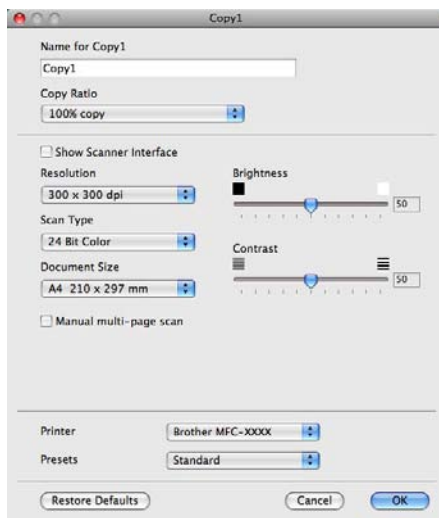 Copy1
Name for Copy1
Copy1
Copy Ratio
100% copy
Show Scanner Interface
Resolution
300 x 300 dpi
Scan Type
24 Bit Color
Document Size
A4 210 x 297 mm
Manual multi-page scan
Brightness
50
Contrast
50
Printer
Brother MFC-XXXX
Presets
Standard
Restore Defaults
Cancel
OK